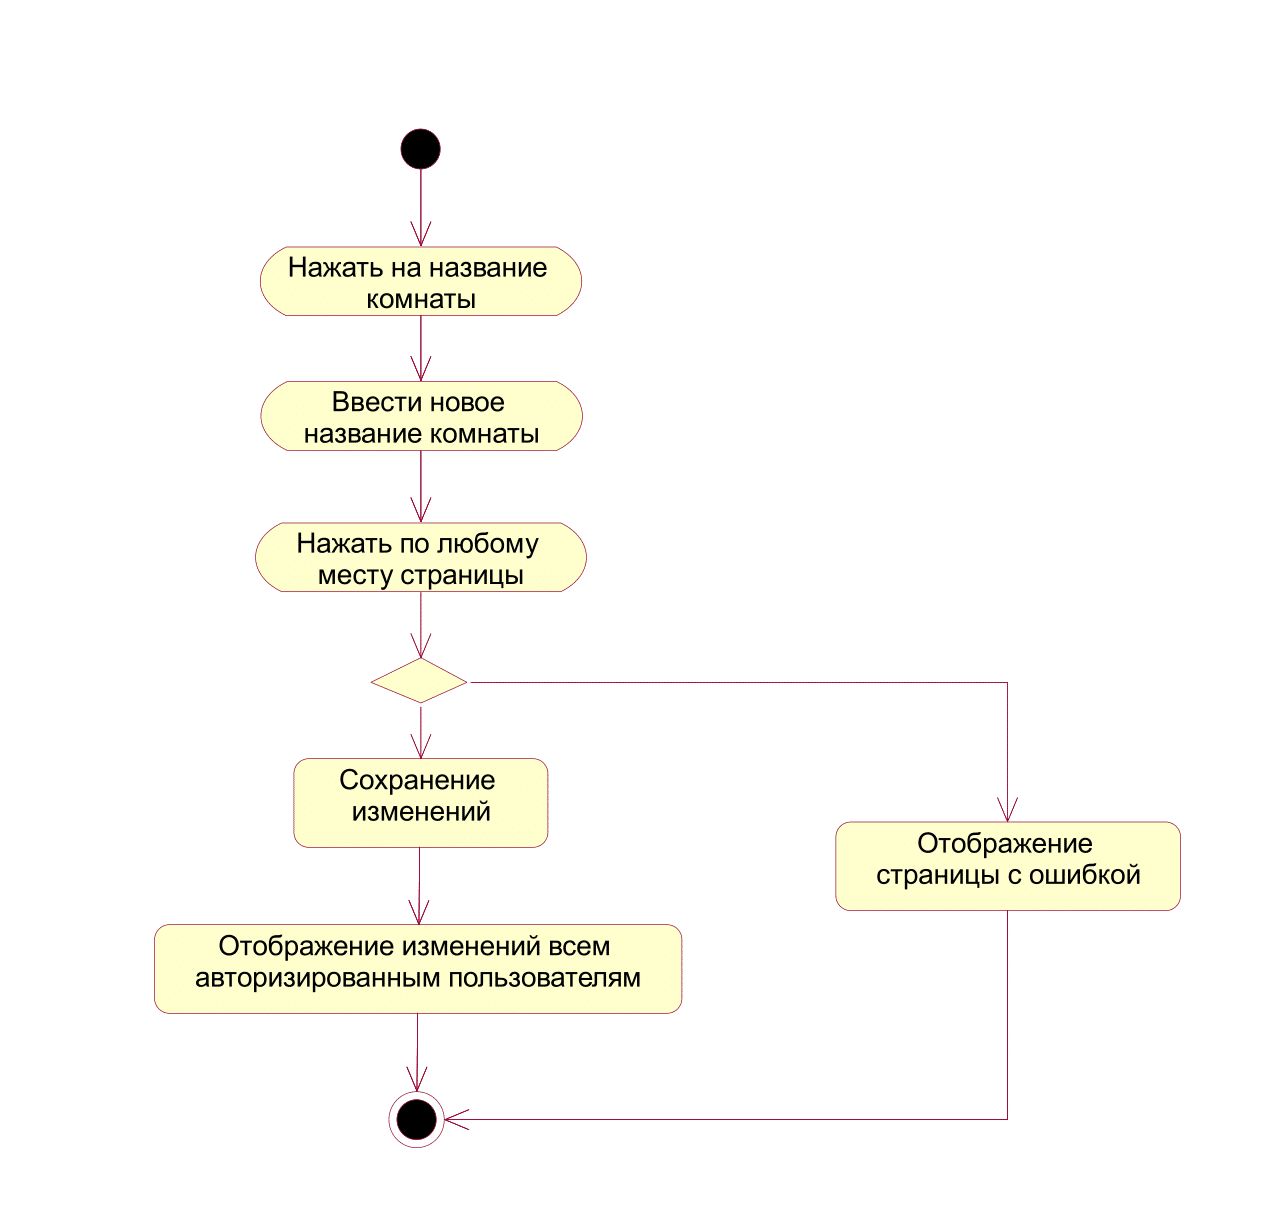 Нажать на название
комнаты
Ввести новое
название комнаты
Нажать по любому
месту страницы
Сохранение
изменений
Отображение
страницы с ошибкой
Отображение изменений всем
авторизированным пользователям